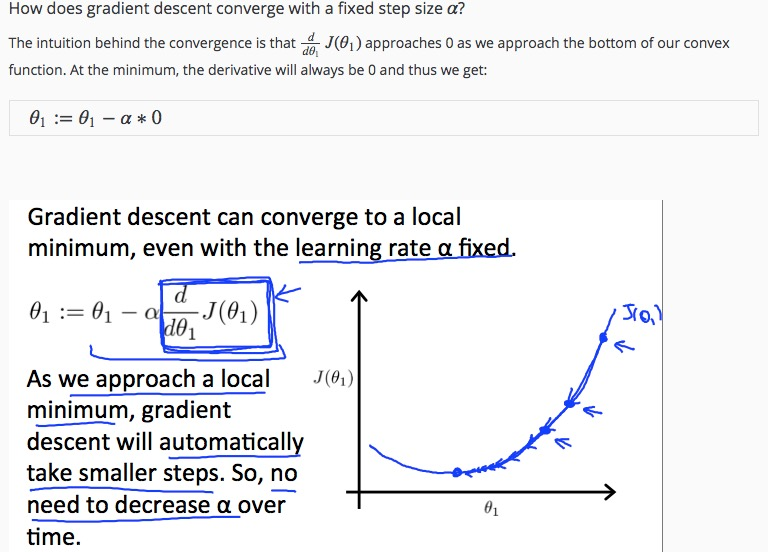 How does gradient descent converge with a fixed step size α?
The intuition behind the convergence is that d/dθ₁ J(θ₁) approaches 0 as we approach the bottom of our convex
function. At the minimum, the derivative will always be 0 and thus we get:
θ₁ := θ₁ − α ∗ 0
Gradient descent can converge to a local
minimum, even with the learning rate α fixed.
θ₁ := θ₁ − α d/dθ₁ J(θ₁)
As we approach a local
minimum, gradient
descent will automatically
take smaller steps. So, no
need to decrease α over
time.
J(θ₁)
J(θ₁)
θ₁